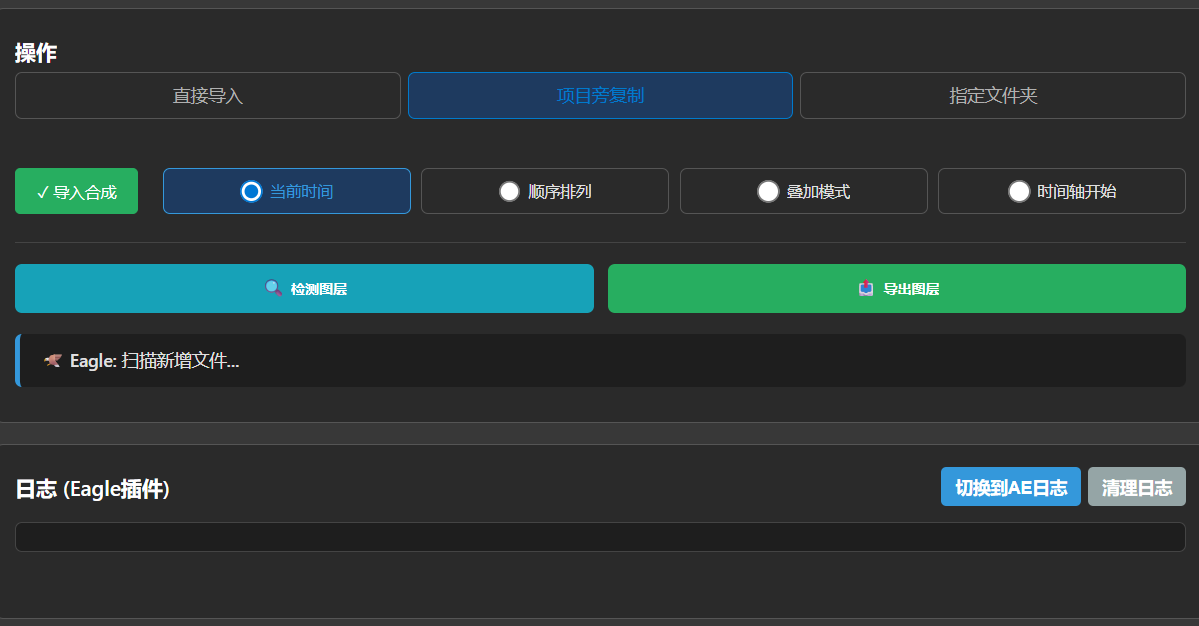 操作
直接导入 项目旁复制 指定文件夹
✓ 导入合成 当前时间 顺序排列 叠加模式 时间轴开始
检测图层 导出图层
Eagle: 扫描新增文件...
日志 (Eagle插件) 切换到AE日志 清理日志